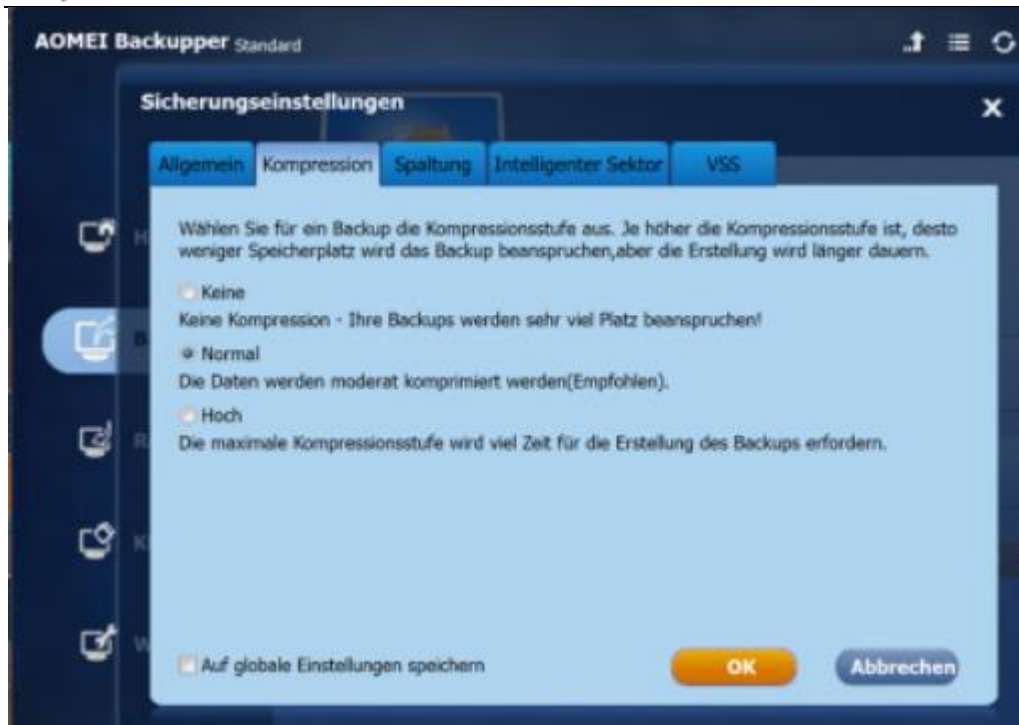 AOMEI Backupper Standard
Sicherungseinstellungen
Allgemein Kompression Spaltung Intelligenter Sektor VSS
Wählen Sie für ein Backup die Kompressionsstufe aus. Je höher die Kompressionsstufe ist, desto
weniger Speicherplatz wird das Backup beanspruchen,aber die Erstellung wird länger dauern.
Keine
Keine Kompression - Ihre Backups werden sehr viel Platz beanspruchen!
Normal
Die Daten werden moderat komprimiert werden(Empfohlen).
Hoch
Die maximale Kompressionsstufe wird viel Zeit für die Erstellung des Backups erfordern.
Auf globale Einstellungen speichern
OK Abbrechen